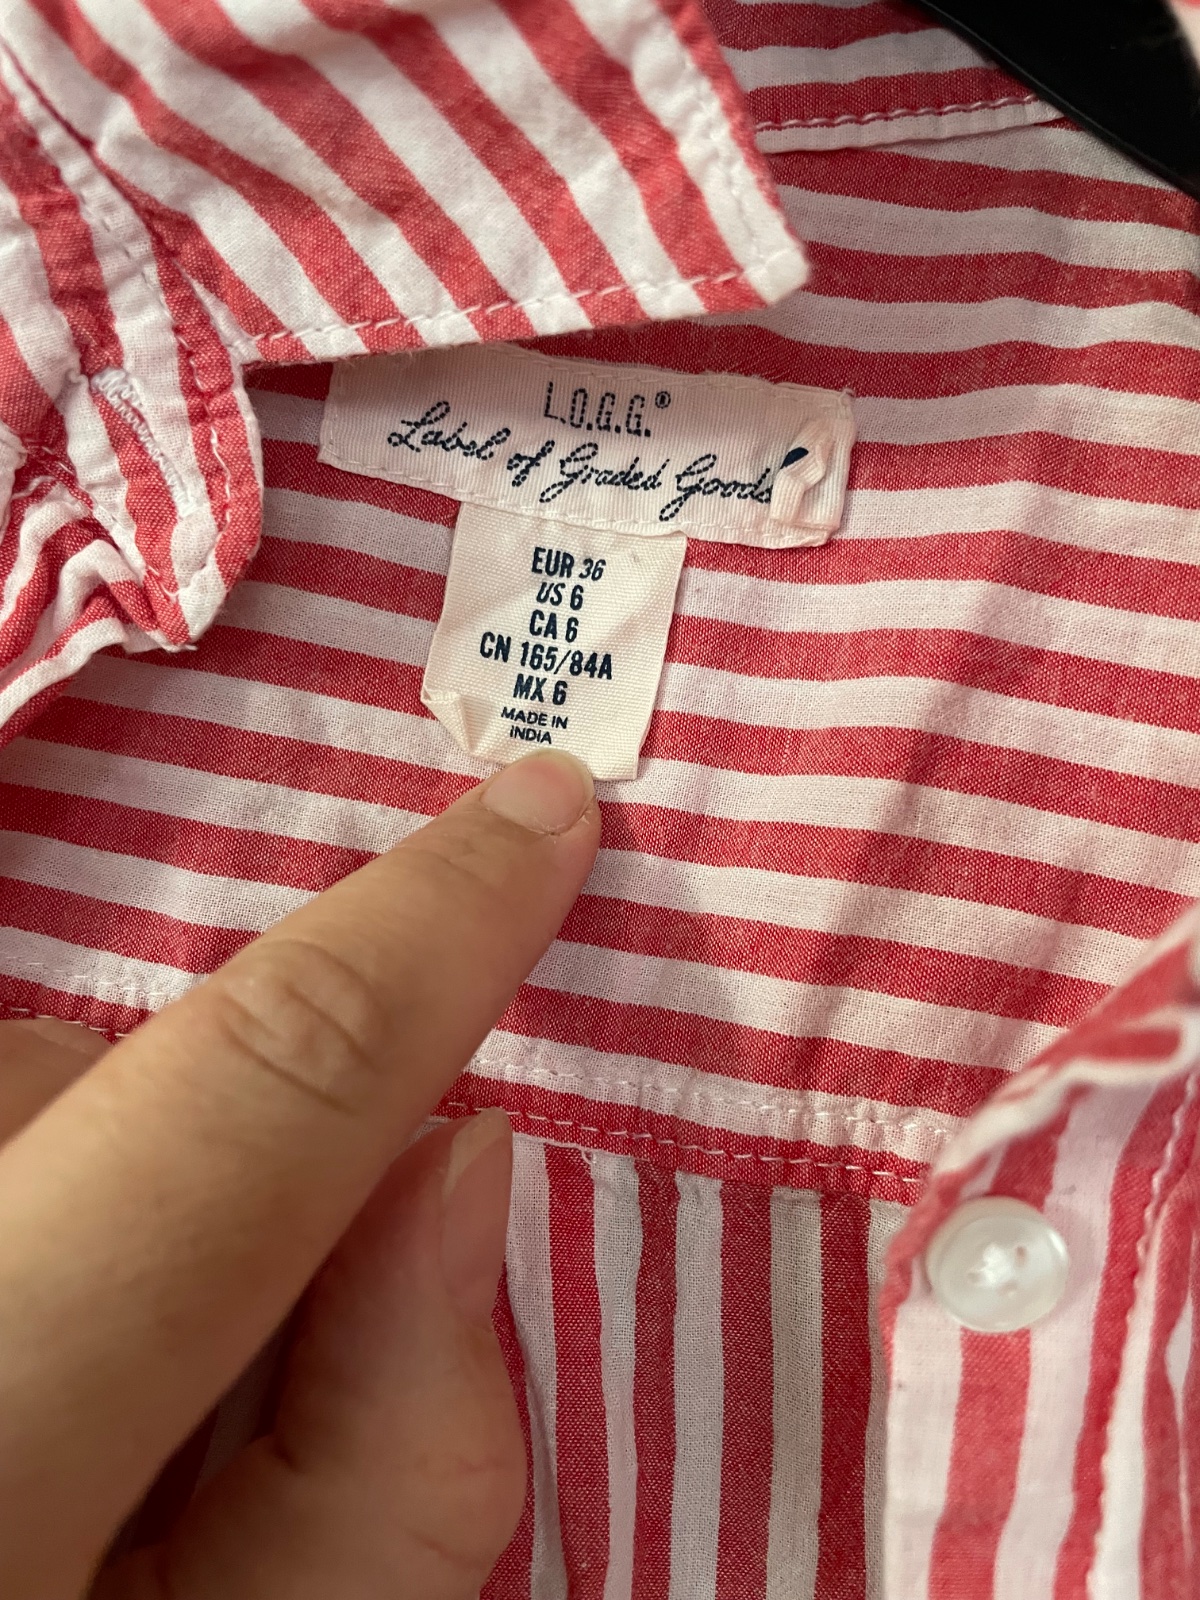 L.O.G.G.®
Label of Graded Goods
EUR 36
US 6
CA 6
CN 165/84A
MX 6
MADE IN
INDIA